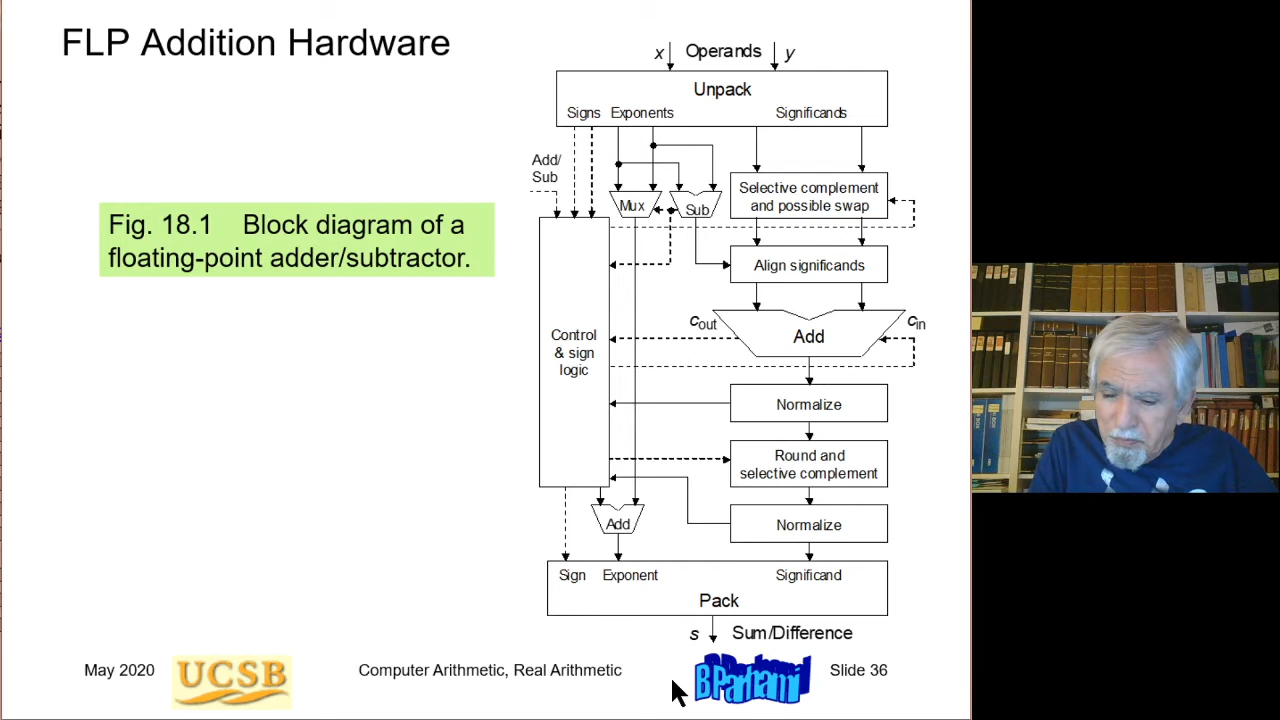 FLP Addition Hardware
x Operands y
Unpack
Signs Exponents Significands
Add/
Sub
Mux
Sub
Selective complement
and possible swap
Fig. 18.1 Block diagram of a
floating-point adder/subtractor.
Align significands
cout
Add
cin
Control
& sign
logic
Normalize
Round and
selective complement
Normalize
Add
Sign Exponent Significand
Pack
s Sum/Difference
May 2020
UCSB
Computer Arithmetic, Real Arithmetic
B Parhami
Slide 36